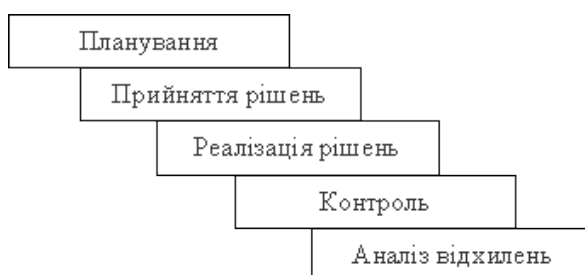 Планування
Прийняття рішень
Реалізація рішень
Контроль
Аналіз відхилень